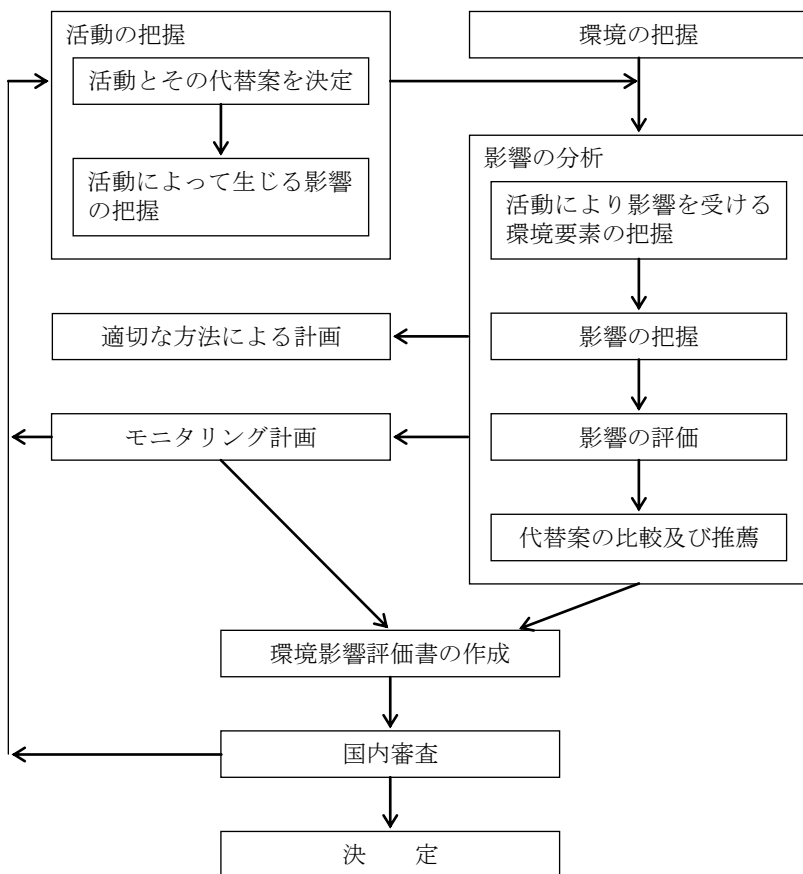 活動の把握
活動とその代替案を決定
活動によって生じる影響
の把握
環境の把握
影響の分析
活動により影響を受ける
環境要素の把握
影響の把握
影響の評価
代替案の比較及び推薦
適切な方法による計画
モニタリング計画
環境影響評価書の作成
国内審査
決　　定